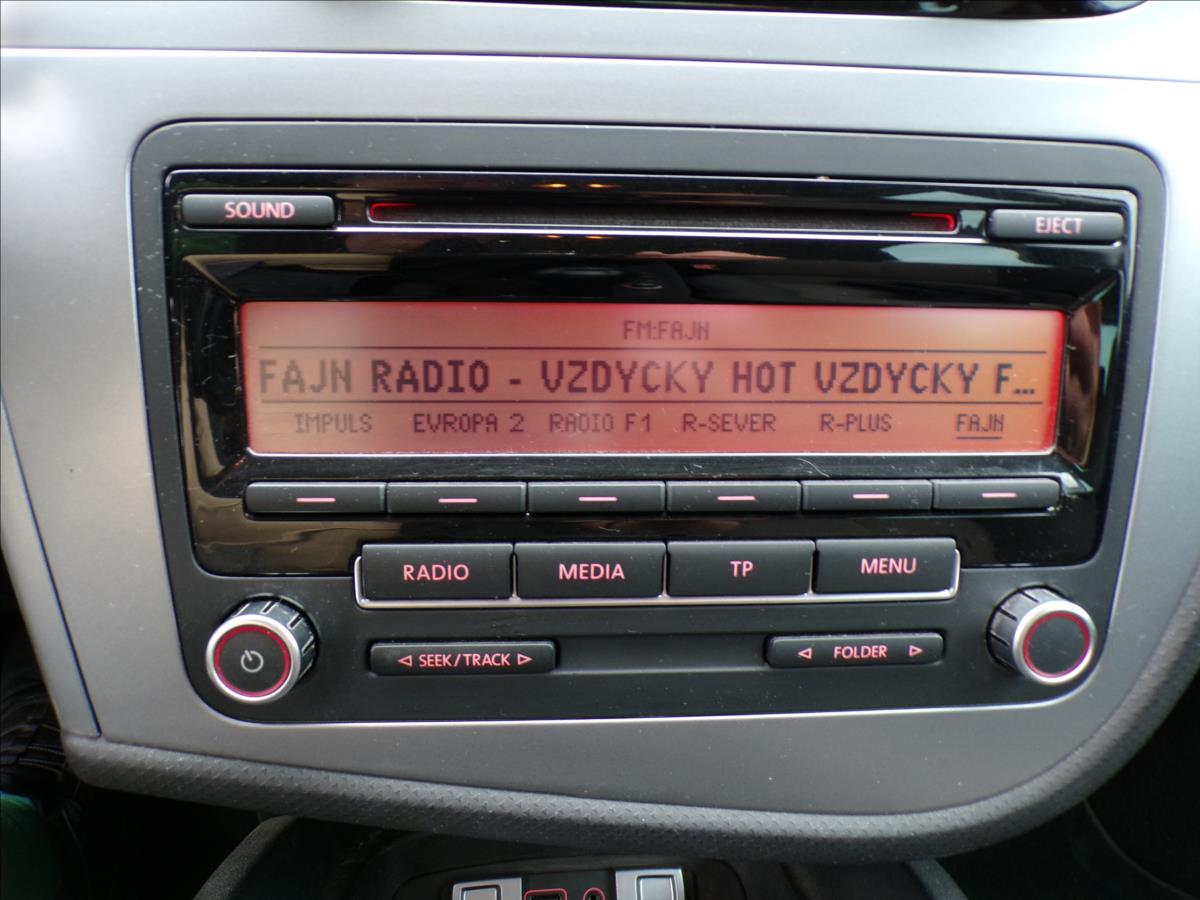 SOUND EJECT
FM:FAJN
FAJN RADIO - VZDYCKY HOT VZDYCKY F...
IMPULS EVROPA 2 RADIO F1 R-SEVER R-PLUS FAJN
RADIO MEDIA TP MENU
SEEK/TRACK FOLDER